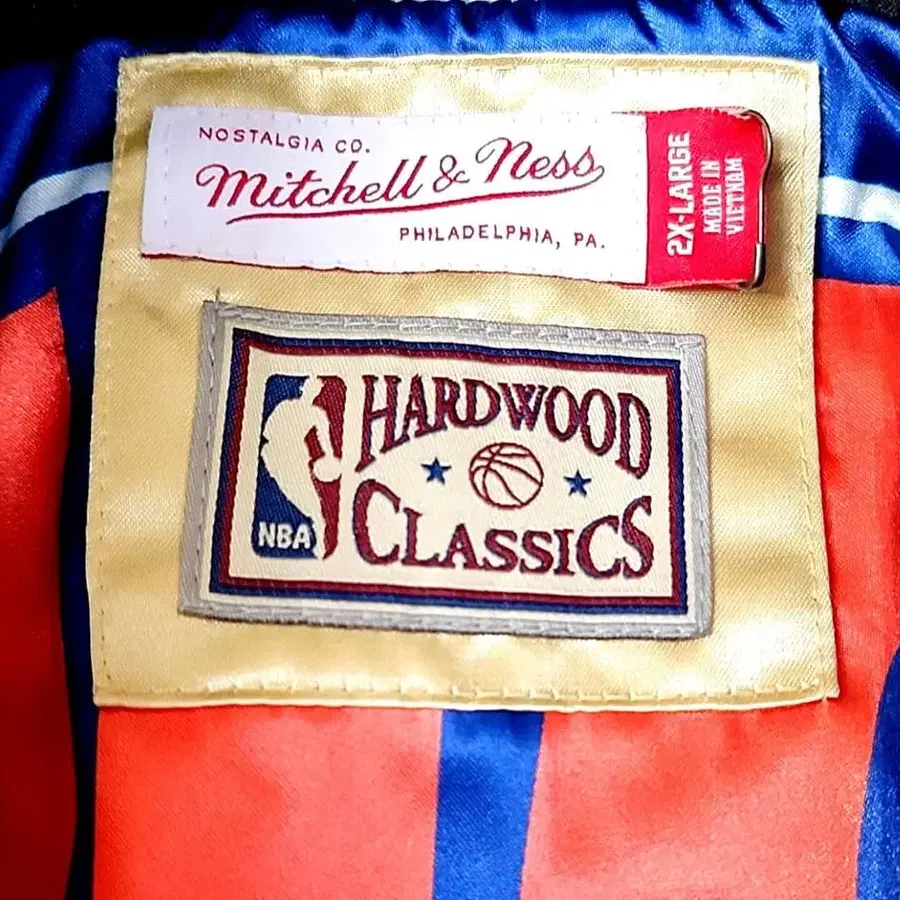 NOSTALGIA CO.
Mitchell & Ness
PHILADELPHIA, PA.
2X-LARGE
MADE IN
VIETNAM
HARDWOOD
CLASSICS
NBA